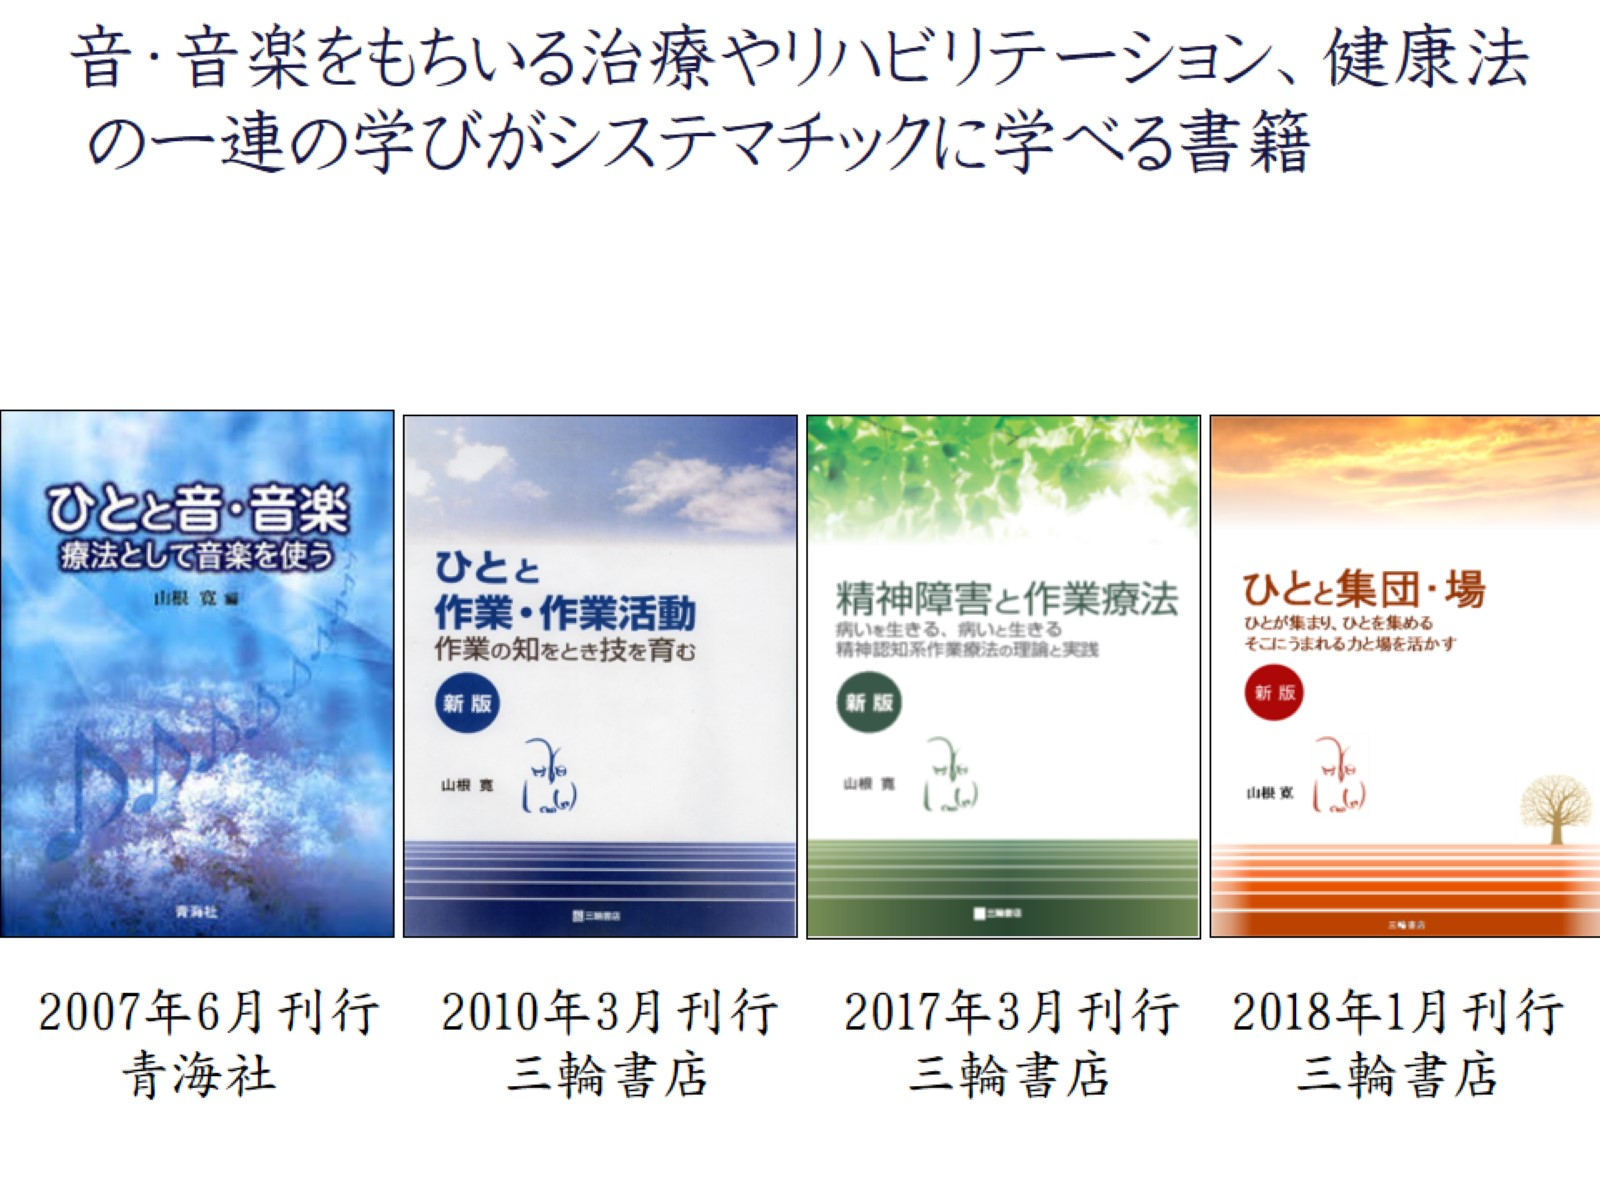 音・音楽をもちいる治療やリハビリテーション、健康法
の一連の学びがシステマチックに学べる書籍
ひとと音・音楽
療法として音楽を使う
山根 寛 編
青海社
ひとと
作業・作業活動
作業の知をとき技を育む
新版
山根 寛
三輪書店
精神障害と作業療法
病いを生きる、病いと生きる
精神認知系作業療法の理論と実践
新版
山根 寛
三輪書店
ひとと集団・場
ひとが集まり、ひとを集める
そこにうまれる力と場を活かす
新版
山根 寛
三輪書店
2007年6月刊行
青海社
2010年3月刊行
三輪書店
2017年3月刊行
三輪書店
2018年1月刊行
三輪書店